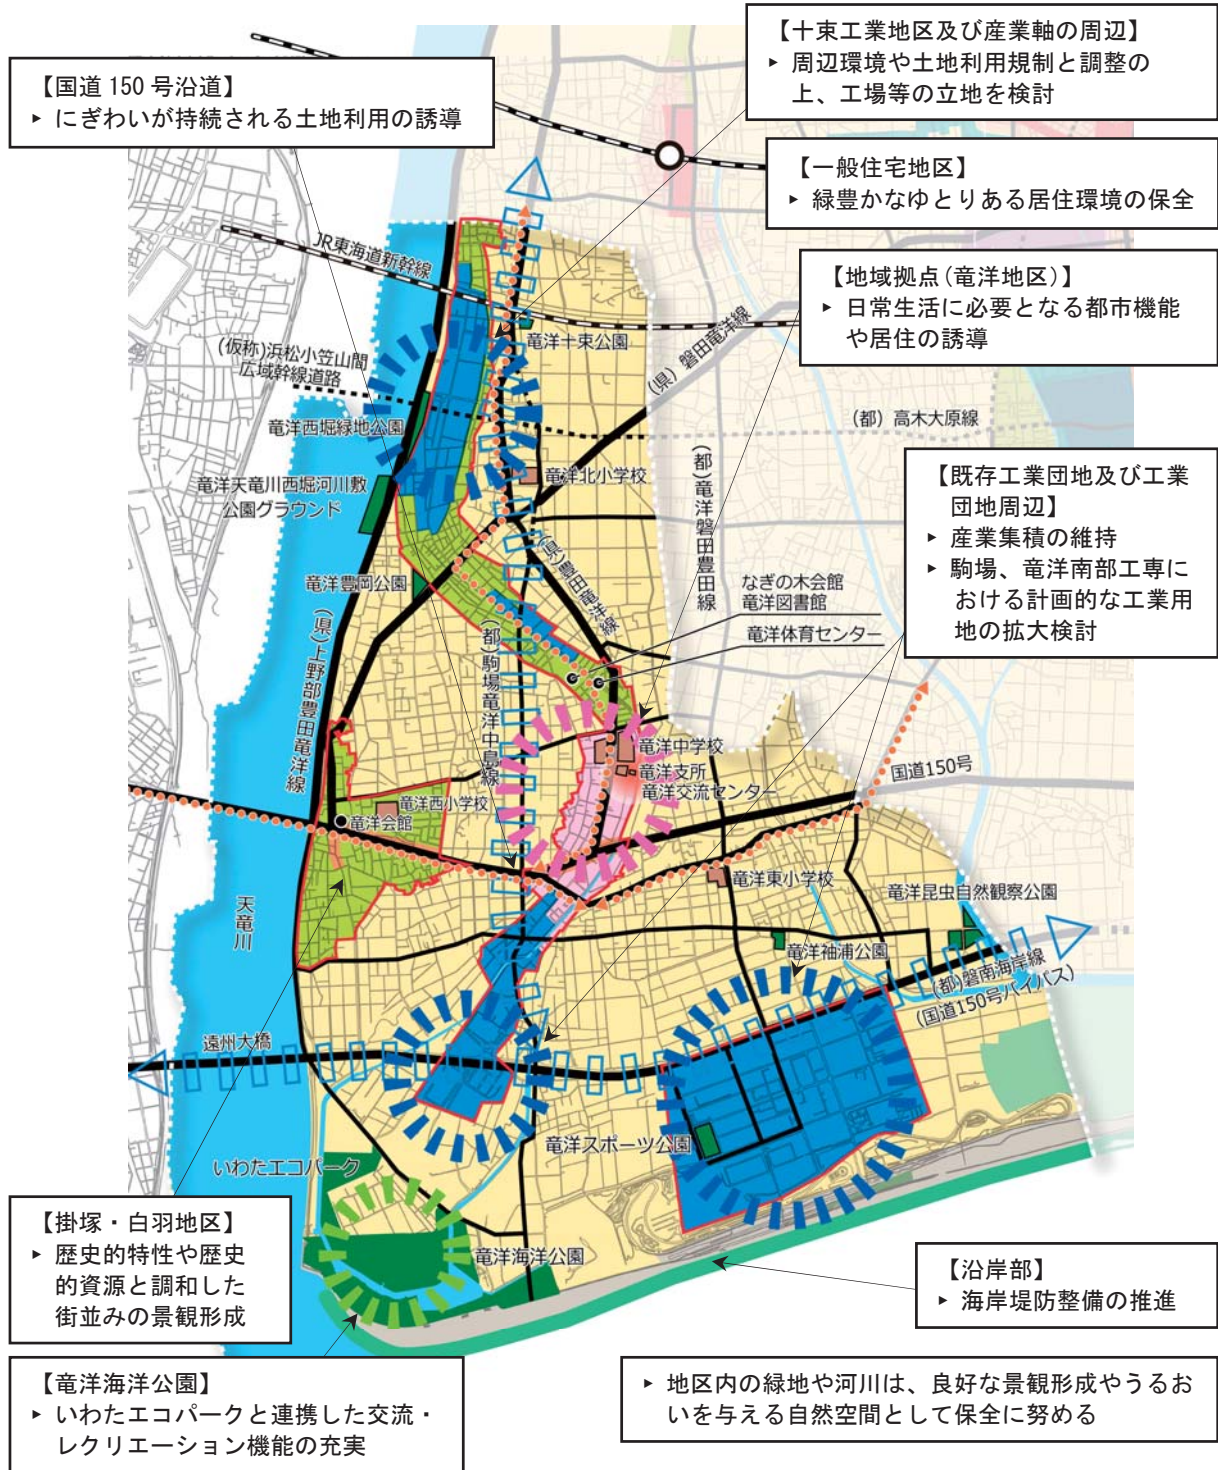 【十束工業地区及び産業軸の周辺】
▶ 周辺環境や土地利用規制と調整の
上、工場等の立地を検討
【国道150号沿道】
▶ にぎわいが持続される土地利用の誘導
【一般住宅地区】
▶ 緑豊かなゆとりある居住環境の保全
【地域拠点(竜洋地区)】
▶ 日常生活に必要となる都市機能
や居住の誘導
JR東海道新幹線
竜洋十束公園
(県)磐田竜洋線
(仮称)浜松小笠山間
広域幹線道路
竜洋西堀緑地公園
(都)高木大原線
【既存工業団地及び工業
団地周辺】
▶ 産業集積の維持
▶ 駒場、竜洋南部工専に
おける計画的な工業用
地の拡大検討
竜洋北小学校
竜洋天竜川西堀河川敷
公園グラウンド
(都)竜洋磐田豊田線
(県)豊田竜洋線
竜洋豊岡公園
なぎの木会館
竜洋図書館
竜洋体育センター
(県)上野部豊田竜洋線
(都)駒場竜洋中島線
竜洋中学校
竜洋支所
竜洋交流センター
国道150号
竜洋西小学校
竜洋会館
竜洋東小学校
竜洋昆虫自然観察公園
天竜川
竜洋袖浦公園
(都)磐南海岸線
(国道150号バイパス)
遠州大橋
竜洋スポーツ公園
いわたエコパーク
竜洋海洋公園
【掛塚・白羽地区】
▶ 歴史的特性や歴史
的資源と調和した
街並みの景観形成
【沿岸部】
▶ 海岸堤防整備の推進
【竜洋海洋公園】
▶ いわたエコパークと連携した交流・
レクリエーション機能の充実
▶ 地区内の緑地や河川は、良好な景観形成やうるお
いを与える自然空間として保全に努める